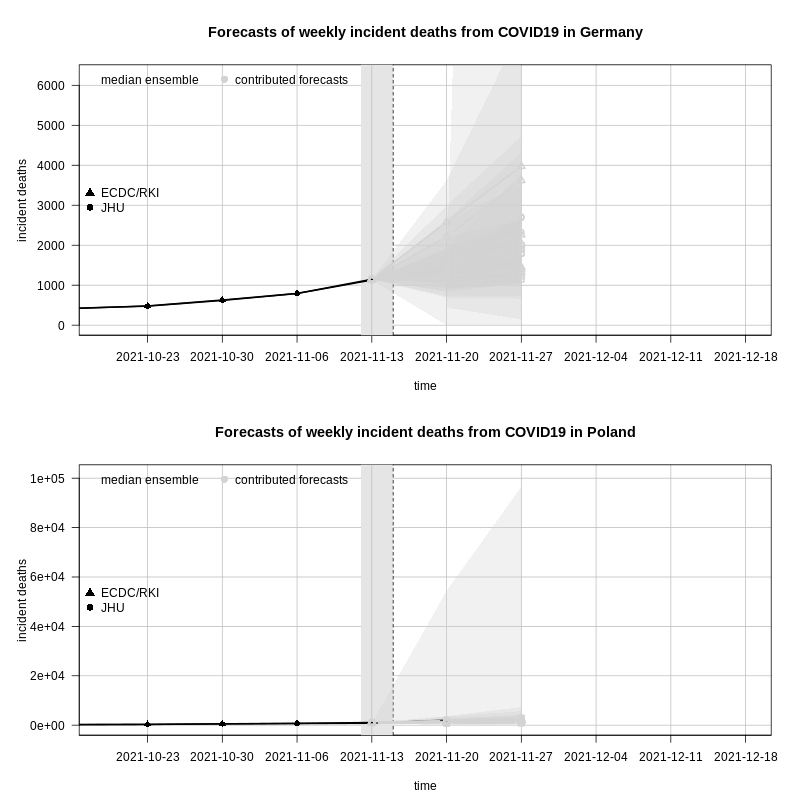 Forecasts of weekly incident deaths from COVID19 in Germany
median ensemble contributed forecasts
6000
5000
4000
3000
2000
1000
0
incident deaths
ECDC/RKI
JHU
2021-10-23 2021-10-30 2021-11-06 2021-11-13 2021-11-20 2021-11-27 2021-12-04 2021-12-11 2021-12-18
time
Forecasts of weekly incident deaths from COVID19 in Poland
median ensemble contributed forecasts
1e+05
8e+04
6e+04
4e+04
2e+04
0e+00
incident deaths
ECDC/RKI
JHU
2021-10-23 2021-10-30 2021-11-06 2021-11-13 2021-11-20 2021-11-27 2021-12-04 2021-12-11 2021-12-18
time